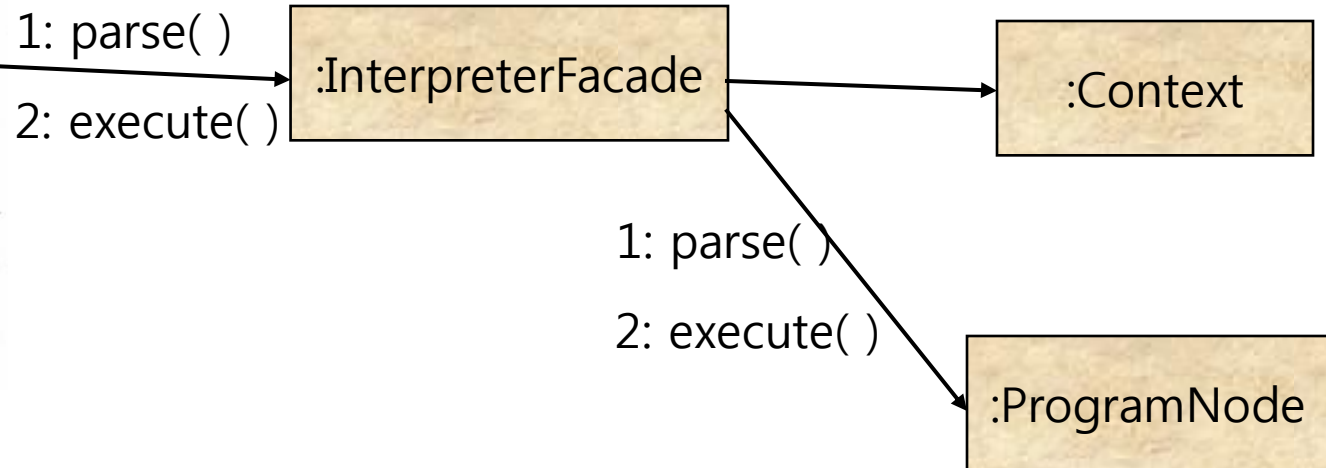 1: parse( )
2: execute( )
:InterpreterFacade
:Context
1: parse( )
2: execute( )
:ProgramNode